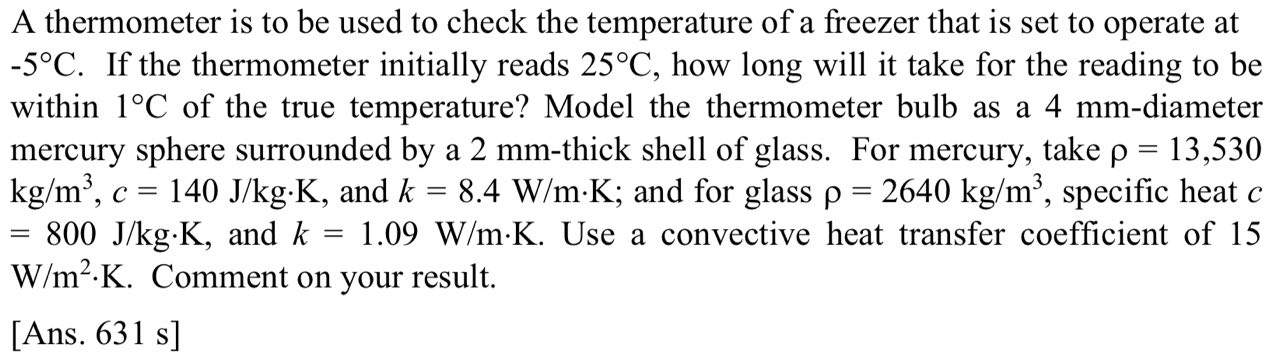 A thermometer is to be used to check the temperature of a freezer that is set to operate at
-5°C. If the thermometer initially reads 25°C, how long will it take for the reading to be
within 1°C of the true temperature? Model the thermometer bulb as a 4 mm-diameter
mercury sphere surrounded by a 2 mm-thick shell of glass. For mercury, take ρ = 13,530
kg/m³, c = 140 J/kg·K, and k = 8.4 W/m·K; and for glass ρ = 2640 kg/m³, specific heat c
= 800 J/kg·K, and k = 1.09 W/m·K. Use a convective heat transfer coefficient of 15
W/m²·K. Comment on your result.
[Ans. 631 s]